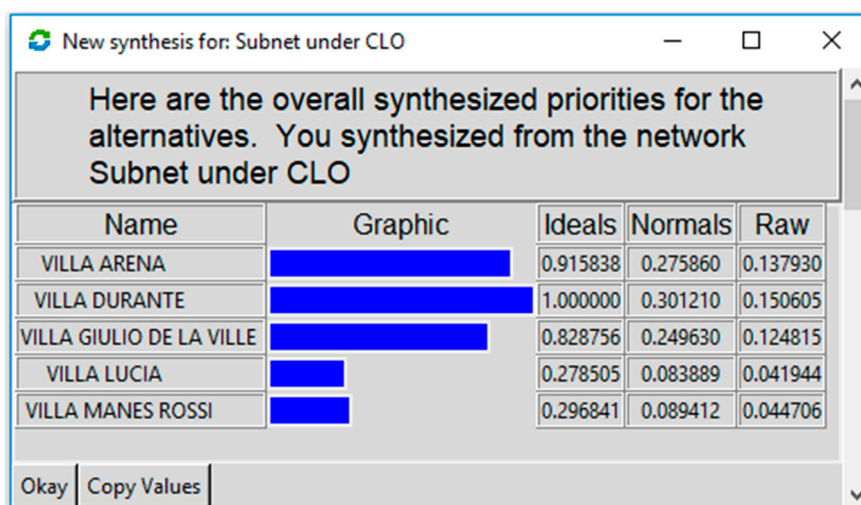 New synthesis for: Subnet under CLO
Here are the overall synthesized priorities for the
alternatives. You synthesized from the network
Subnet under CLO
Name Graphic Ideals Normals Raw
VILLA ARENA 0.915838 0.275860 0.137930
VILLA DURANTE 1.000000 0.301210 0.150605
VILLA GIULIO DE LA VILLE 0.828756 0.249630 0.124815
VILLA LUCIA 0.278505 0.083889 0.041944
VILLA MANES ROSSI 0.296841 0.089412 0.044706
Okay Copy Values